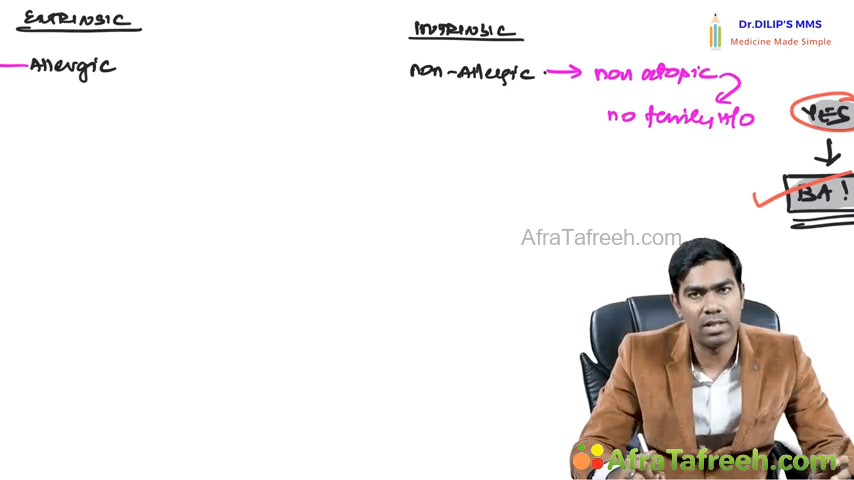 EXTRINSIC
INTRINSIC
Dr.DILIP'S MMS
Medicine Made Simple
Allergic
non-Allergic → non atopic
no family H/O
YES
BA!
AfraTafreeh.com
AfraTafreeh.com